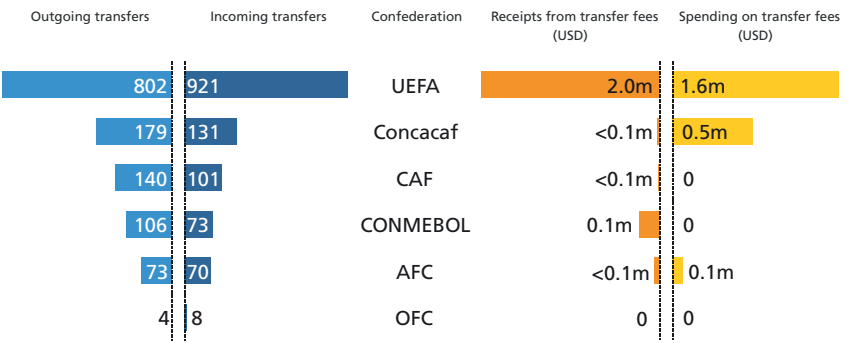 Outgoing transfers Incoming transfers Confederation Receipts from transfer fees Spending on transfer fees
(USD) (USD)
802 921 UEFA 2.0m 1.6m
179 131 Concacaf <0.1m 0.5m
140 101 CAF <0.1m 0
106 73 CONMEBOL 0.1m 0
73 70 AFC <0.1m 0.1m
4 8 OFC 0 0